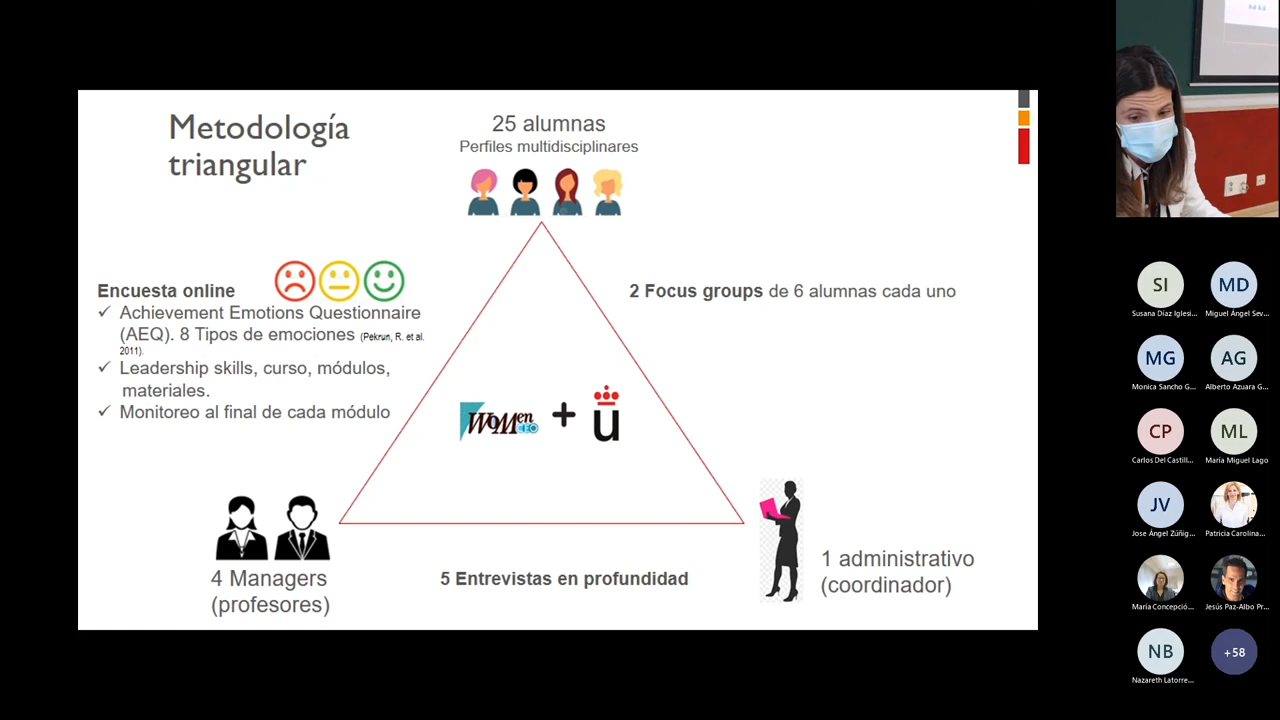 Metodología
triangular
25 alumnas
Perfiles multidisciplinares
Encuesta online
✓ Achievement Emotions Questionnaire
(AEQ). 8 Tipos de emociones (Pekrun, R. et al.
2011).
✓ Leadership skills, curso, módulos,
materiales.
✓ Monitoreo al final de cada módulo
2 Focus groups de 6 alumnas cada uno
WOMen
CEO
+
u
4 Managers
(profesores)
5 Entrevistas en profundidad
1 administrativo
(coordinador)
SI
MD
Susana Díaz Iglesi...
Miguel Ángel Sev...
MG
AG
Monica Sancho G...
Alberto Azuara G...
CP
ML
Carlos Del Castill...
María Miguel Lago
JV
Jose Ángel Zúñig...
Patricia Carolina...
María Concepció...
Jesús Paz-Albo Pr...
NB
+58
Nazareth Latorre...